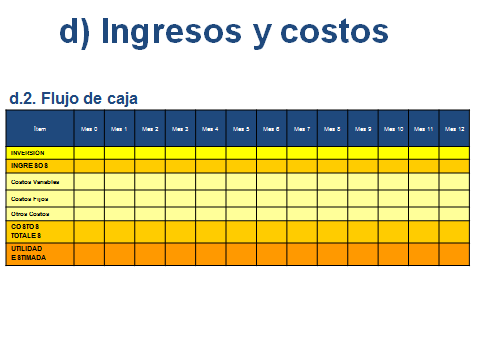 d) Ingresos y costos
d.2. Flujo de caja
Ítem Mes 0 Mes 1 Mes 2 Mes 3 Mes 4 Mes 5 Mes 6 Mes 7 Mes 8 Mes 9 Mes 10 Mes 11 Mes 12
INVERSIÓN
INGRESOS
Costos Variables
Costos Fijos
Otros Costos
COSTOS
TOTALES
UTILIDAD
ESTIMADA